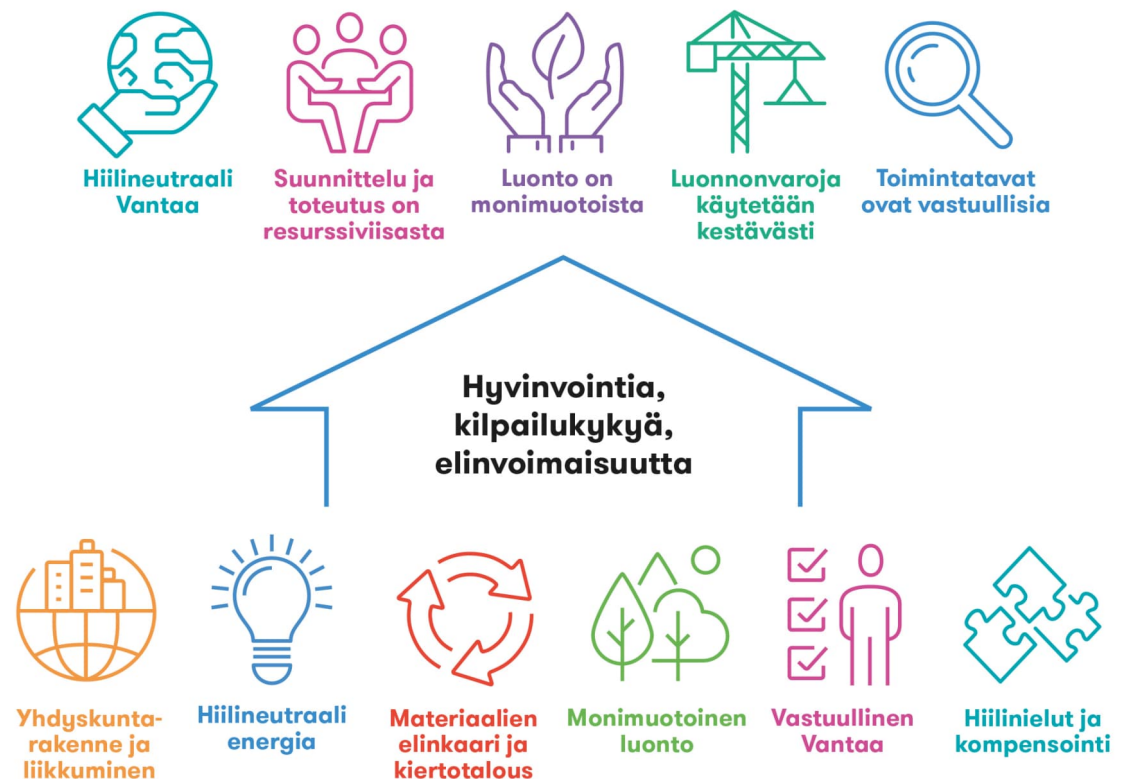 Hiilineutraali
Vantaa
Suunnittelu ja
toteutus on
resurssiviisasta
Luonto on
monimuotoista
Luonnonvaroja
käytetään
kestävästi
Toimintatavat
ovat vastuullisia
Hyvinvointia,
kilpailukykyä,
elinvoimaisuutta
Yhdyskunta-
rakenne ja
liikkuminen
Hiilineutraali
energia
Materiaalien
elinkaari ja
kiertotalous
Monimuotoinen
luonto
Vastuullinen
Vantaa
Hiilinielut ja
kompensointi